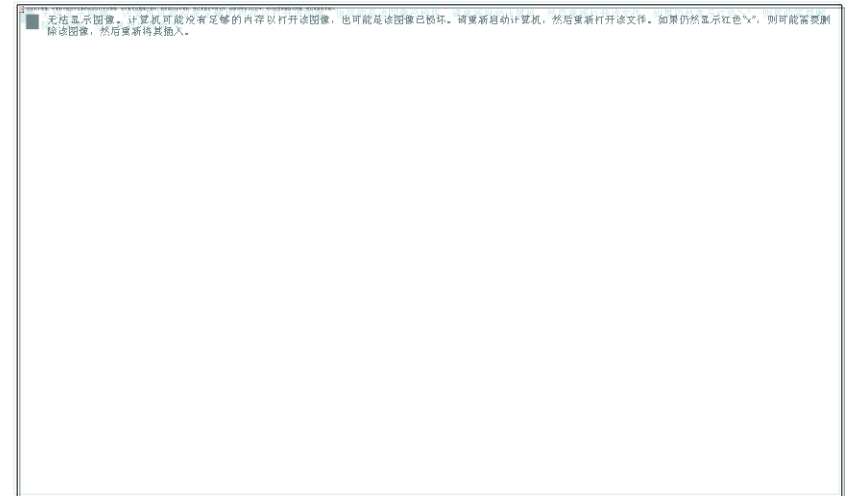 无法显示图像。计算机可能没有足够的内存以打开该图像，也可能是该图像已损坏。请重新启动计算机，然后重新打开该文件。如果仍然显示红色“x”，则可能需要删
除该图像，然后重新将其插入。